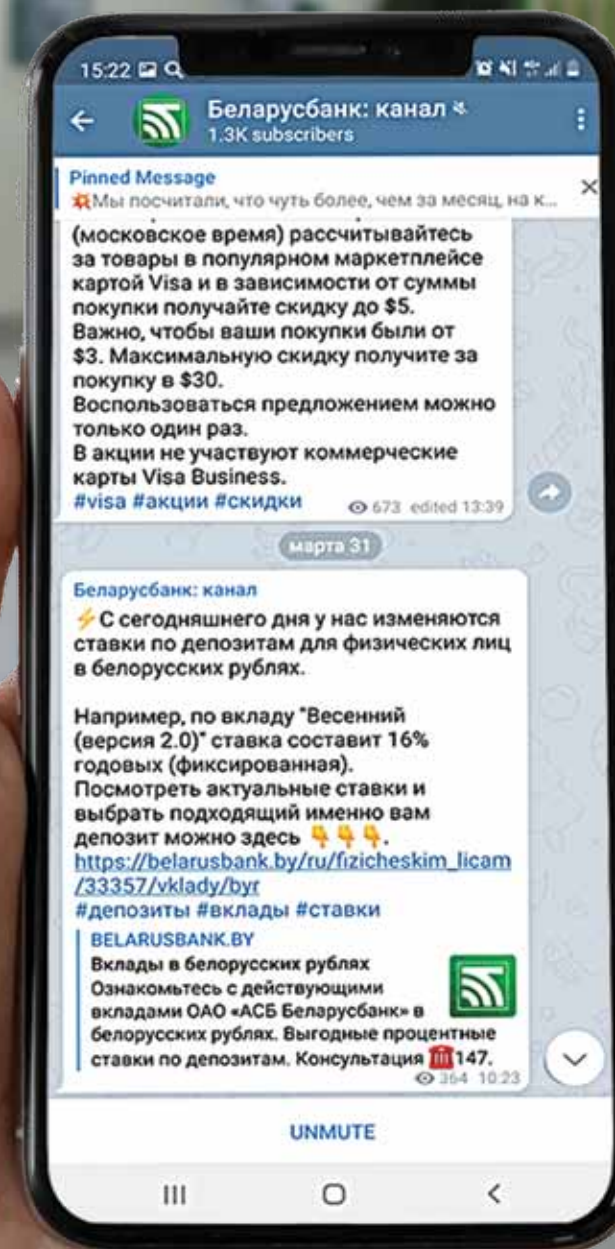 15:22
Беларусбанк: канал
1.3K subscribers
Pinned Message
Мы посчитали, что чуть более, чем за месяц, на к...
(московское время) рассчитывайтесь
за товары в популярном маркетплейсе
картой Visa и в зависимости от суммы
покупки получайте скидку до $5.
Важно, чтобы ваши покупки были от
$3. Максимальную скидку получите за
покупку в $30.
Воспользоваться предложением можно
только один раз.
В акции не участвуют коммерческие
карты Visa Business.
#visa #акции #скидки 673 edited 13:39
марта 31
Беларусбанк: канал
⚡С сегодняшнего дня у нас изменяются
ставки по депозитам для физических лиц
в белорусских рублях.
Например, по вкладу "Весенний
(версия 2.0)" ставка составит 16%
годовых (фиксированная).
Посмотреть актуальные ставки и
выбрать подходящий именно вам
депозит можно здесь 👇👇👇.
https://belarusbank.by/ru/fizicheskim_licam
/33357/vklady/byr
#депозиты #вклады #ставки
BELARUSBANK.BY
Вклады в белорусских рублях
Ознакомьтесь с действующими
вкладами ОАО «АСБ Беларусбанк» в
белорусских рублях. Выгодные процентные
ставки по депозитам. Консультация ☎147.
364 10:23
UNMUTE